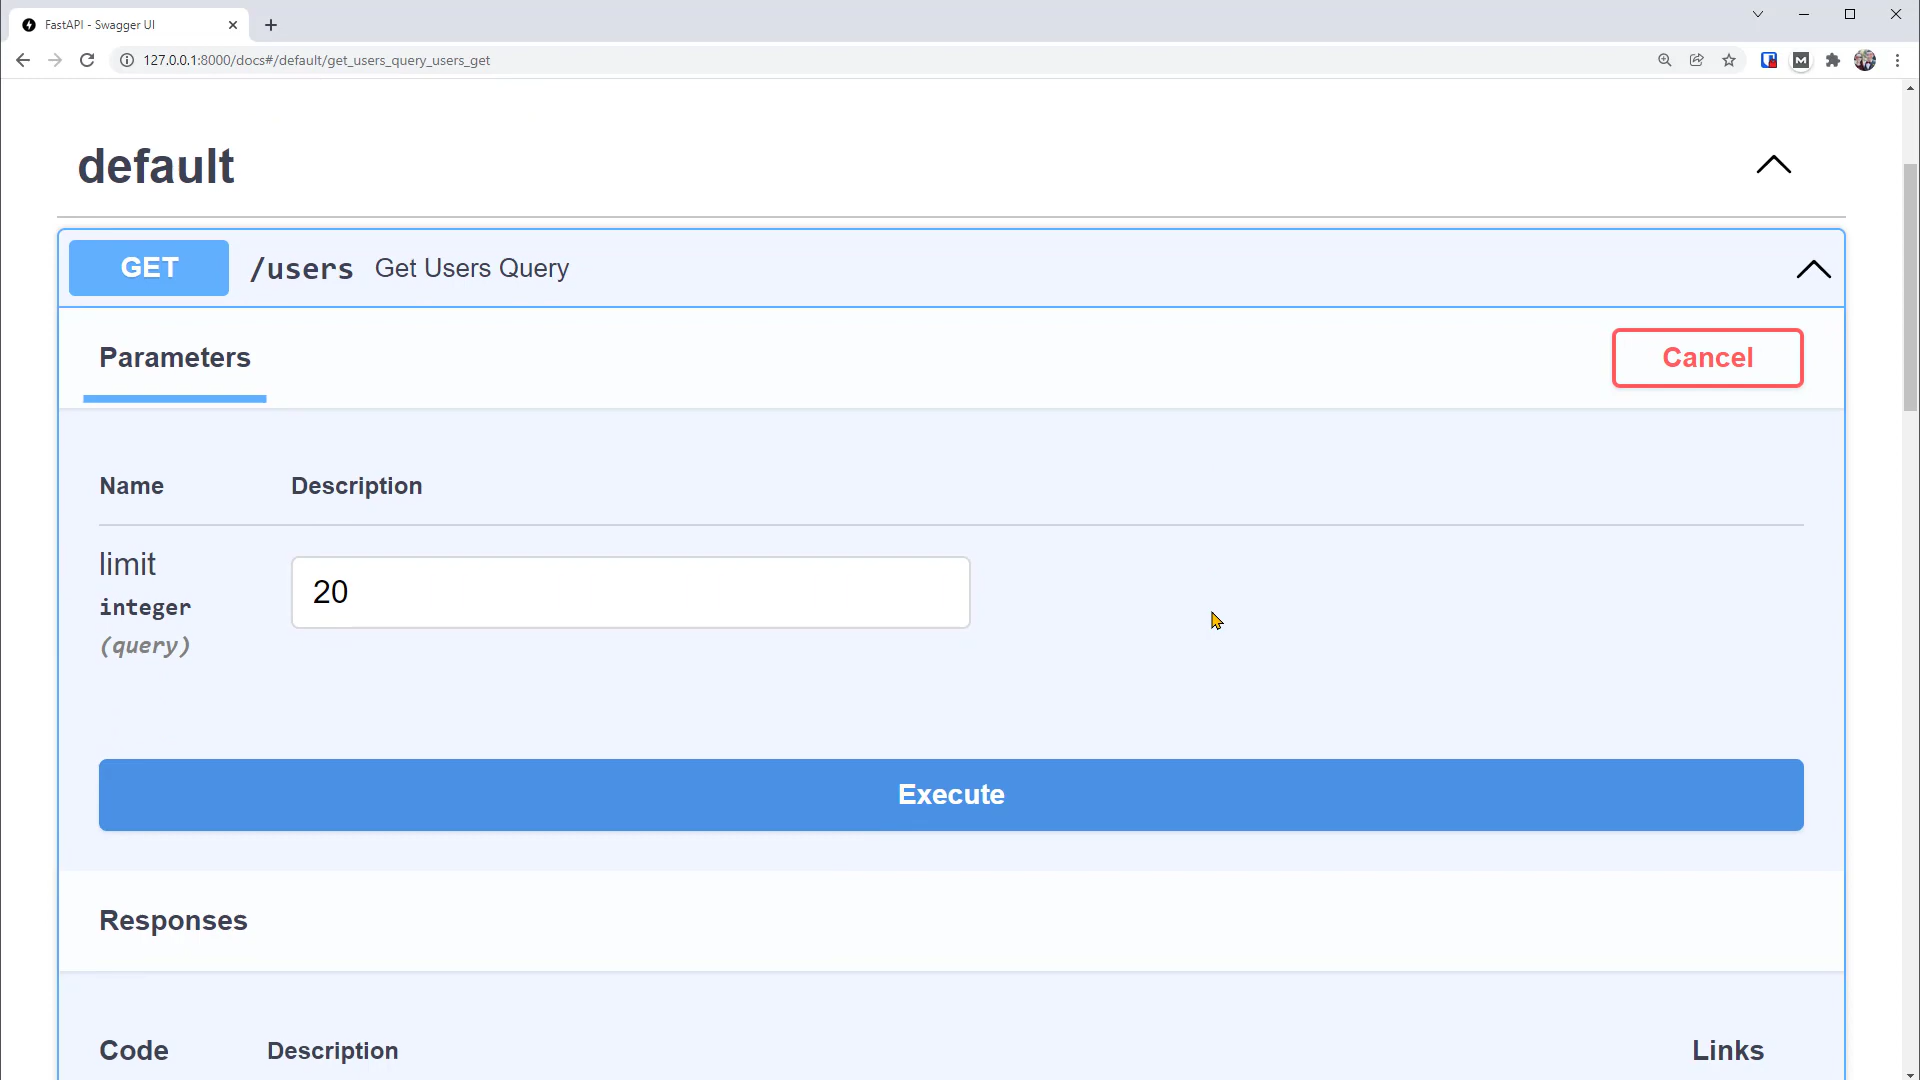 FastAPI - Swagger UI
127.0.0.1:8000/docs#/default/get_users_query_users_get
default
GET /users Get Users Query
Parameters
Cancel
Name Description
limit
20
integer
(query)
Execute
Responses
Code Description Links